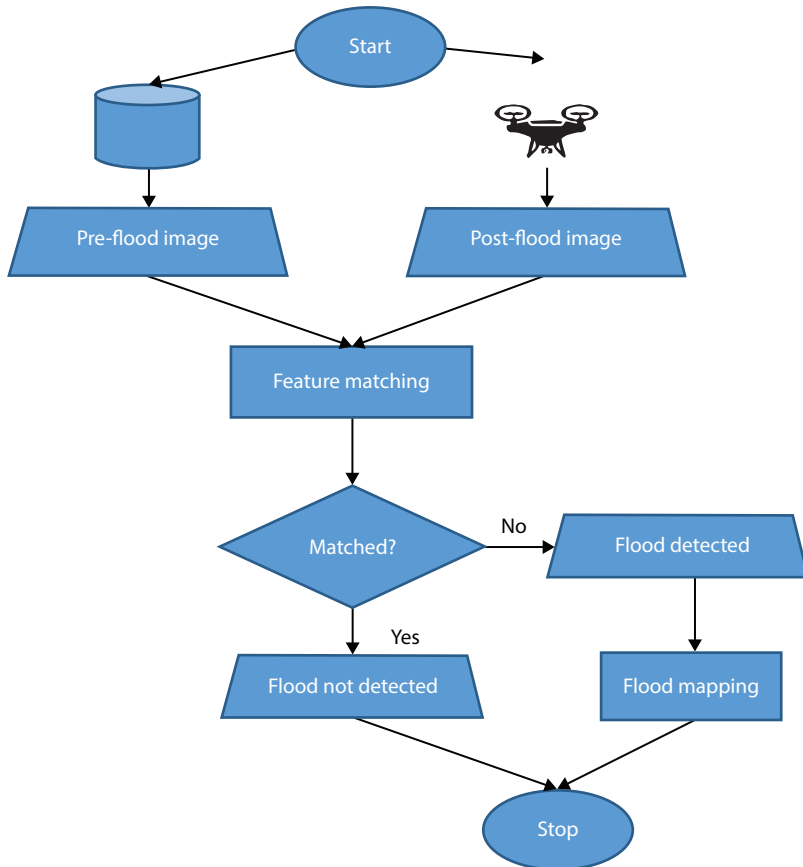 Start
Pre-flood image
Post-flood image
Feature matching
Matched?
No
Flood detected
Yes
Flood not detected
Flood mapping
Stop